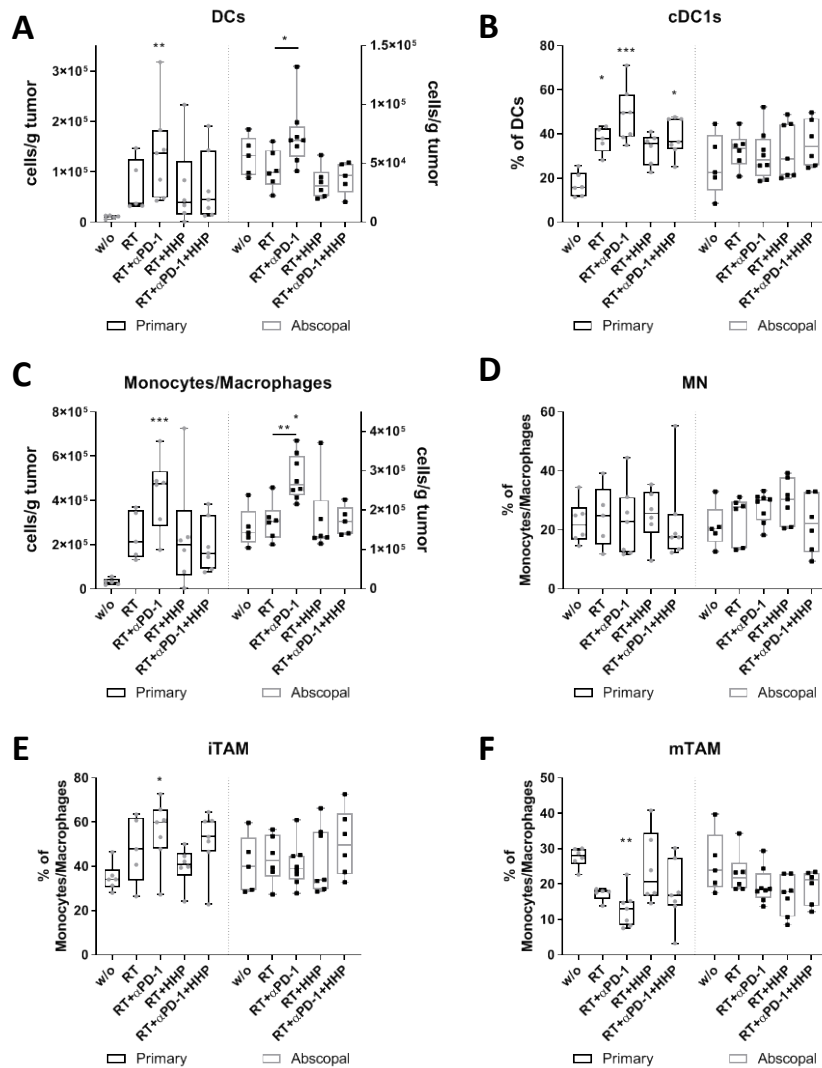 A
DCs
**
*
3×10⁵
2×10⁵
1×10⁵
0
cells/g tumor
1.5×10⁵
1×10⁵
5×10⁴
0
cells/g tumor
w/o
RT
RT+αPD-1
RT+HHP
RT+αPD-1+HHP
w/o
RT
RT+αPD-1
RT+HHP
RT+αPD-1+HHP
Primary
Abscopal
B
cDC1s
*
***
*
80
60
40
20
0
% of DCs
w/o
RT
RT+αPD-1
RT+HHP
RT+αPD-1+HHP
w/o
RT
RT+αPD-1
RT+HHP
RT+αPD-1+HHP
Primary
Abscopal
C
Monocytes/Macrophages
***
**
*
8×10⁵
6×10⁵
4×10⁵
2×10⁵
0
cells/g tumor
4×10⁵
3×10⁵
2×10⁵
1×10⁵
0
cells/g tumor
w/o
RT
RT+αPD-1
RT+HHP
RT+αPD-1+HHP
w/o
RT
RT+αPD-1
RT+HHP
RT+αPD-1+HHP
Primary
Abscopal
D
MN
60
40
20
0
% of
Monocytes/Macrophages
w/o
RT
RT+αPD-1
RT+HHP
RT+αPD-1+HHP
w/o
RT
RT+αPD-1
RT+HHP
RT+αPD-1+HHP
Primary
Abscopal
E
iTAM
*
80
60
40
20
0
% of
Monocytes/Macrophages
w/o
RT
RT+αPD-1
RT+HHP
RT+αPD-1+HHP
w/o
RT
RT+αPD-1
RT+HHP
RT+αPD-1+HHP
Primary
Abscopal
F
mTAM
**
50
40
30
20
10
0
% of
Monocytes/Macrophages
w/o
RT
RT+αPD-1
RT+HHP
RT+αPD-1+HHP
w/o
RT
RT+αPD-1
RT+HHP
RT+αPD-1+HHP
Primary
Abscopal